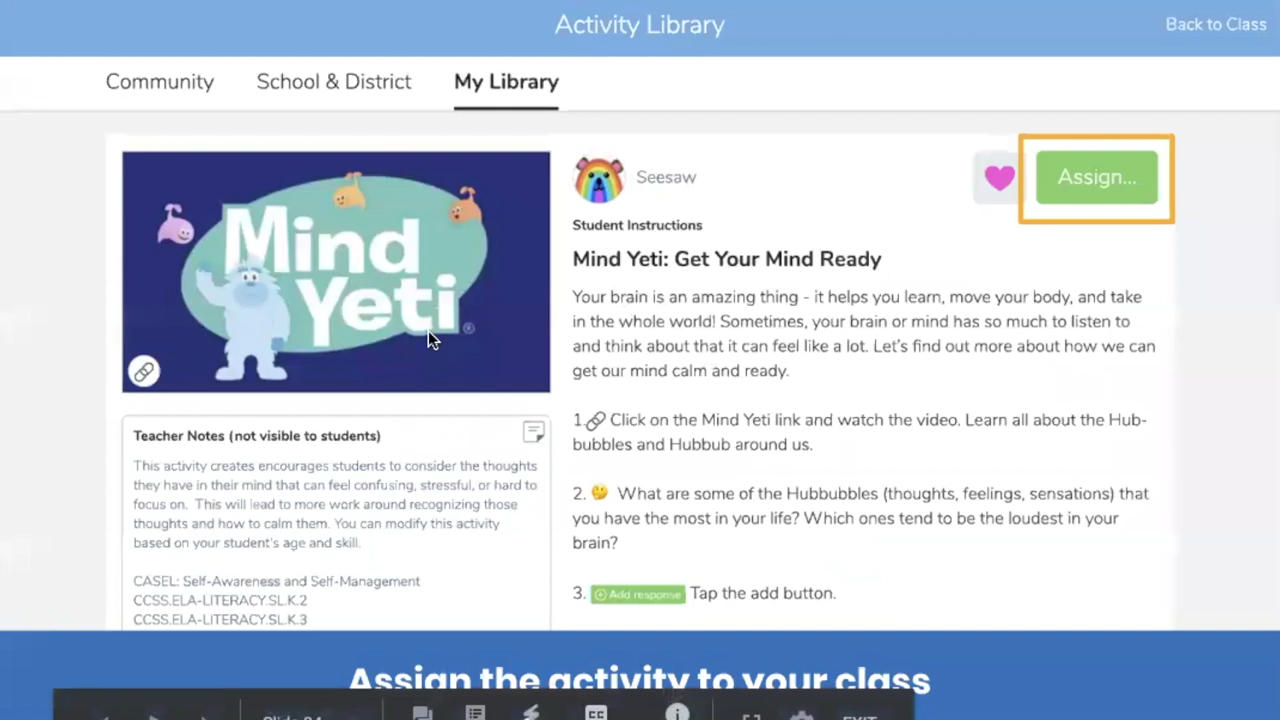 Activity Library
Back to Class
Community
School & District
My Library
Mind
Yeti
®
Seesaw
Assign...
Student Instructions
Mind Yeti: Get Your Mind Ready
Your brain is an amazing thing - it helps you learn, move your body, and take
in the whole world! Sometimes, your brain or mind has so much to listen to
and think about that it can feel like a lot. Let's find out more about how we can
get our mind calm and ready.
1. Click on the Mind Yeti link and watch the video. Learn all about the Hub-
bubbles and Hubbub around us.
2. 🤔 What are some of the Hubbubbles (thoughts, feelings, sensations) that
you have the most in your life? Which ones tend to be the loudest in your
brain?
3. Add response Tap the add button.
Teacher Notes (not visible to students)
This activity creates encourages students to consider the thoughts
they have in their mind that can feel confusing, stressful, or hard to
focus on. This will lead to more work around recognizing those
thoughts and how to calm them. You can modify this activity
based on your student's age and skill.
CASEL: Self-Awareness and Self-Management
CCSS.ELA-LITERACY.SL.K.2
CCSS.ELA-LITERACY.SL.K.3
Assign the activity to your class
CC
EXIT